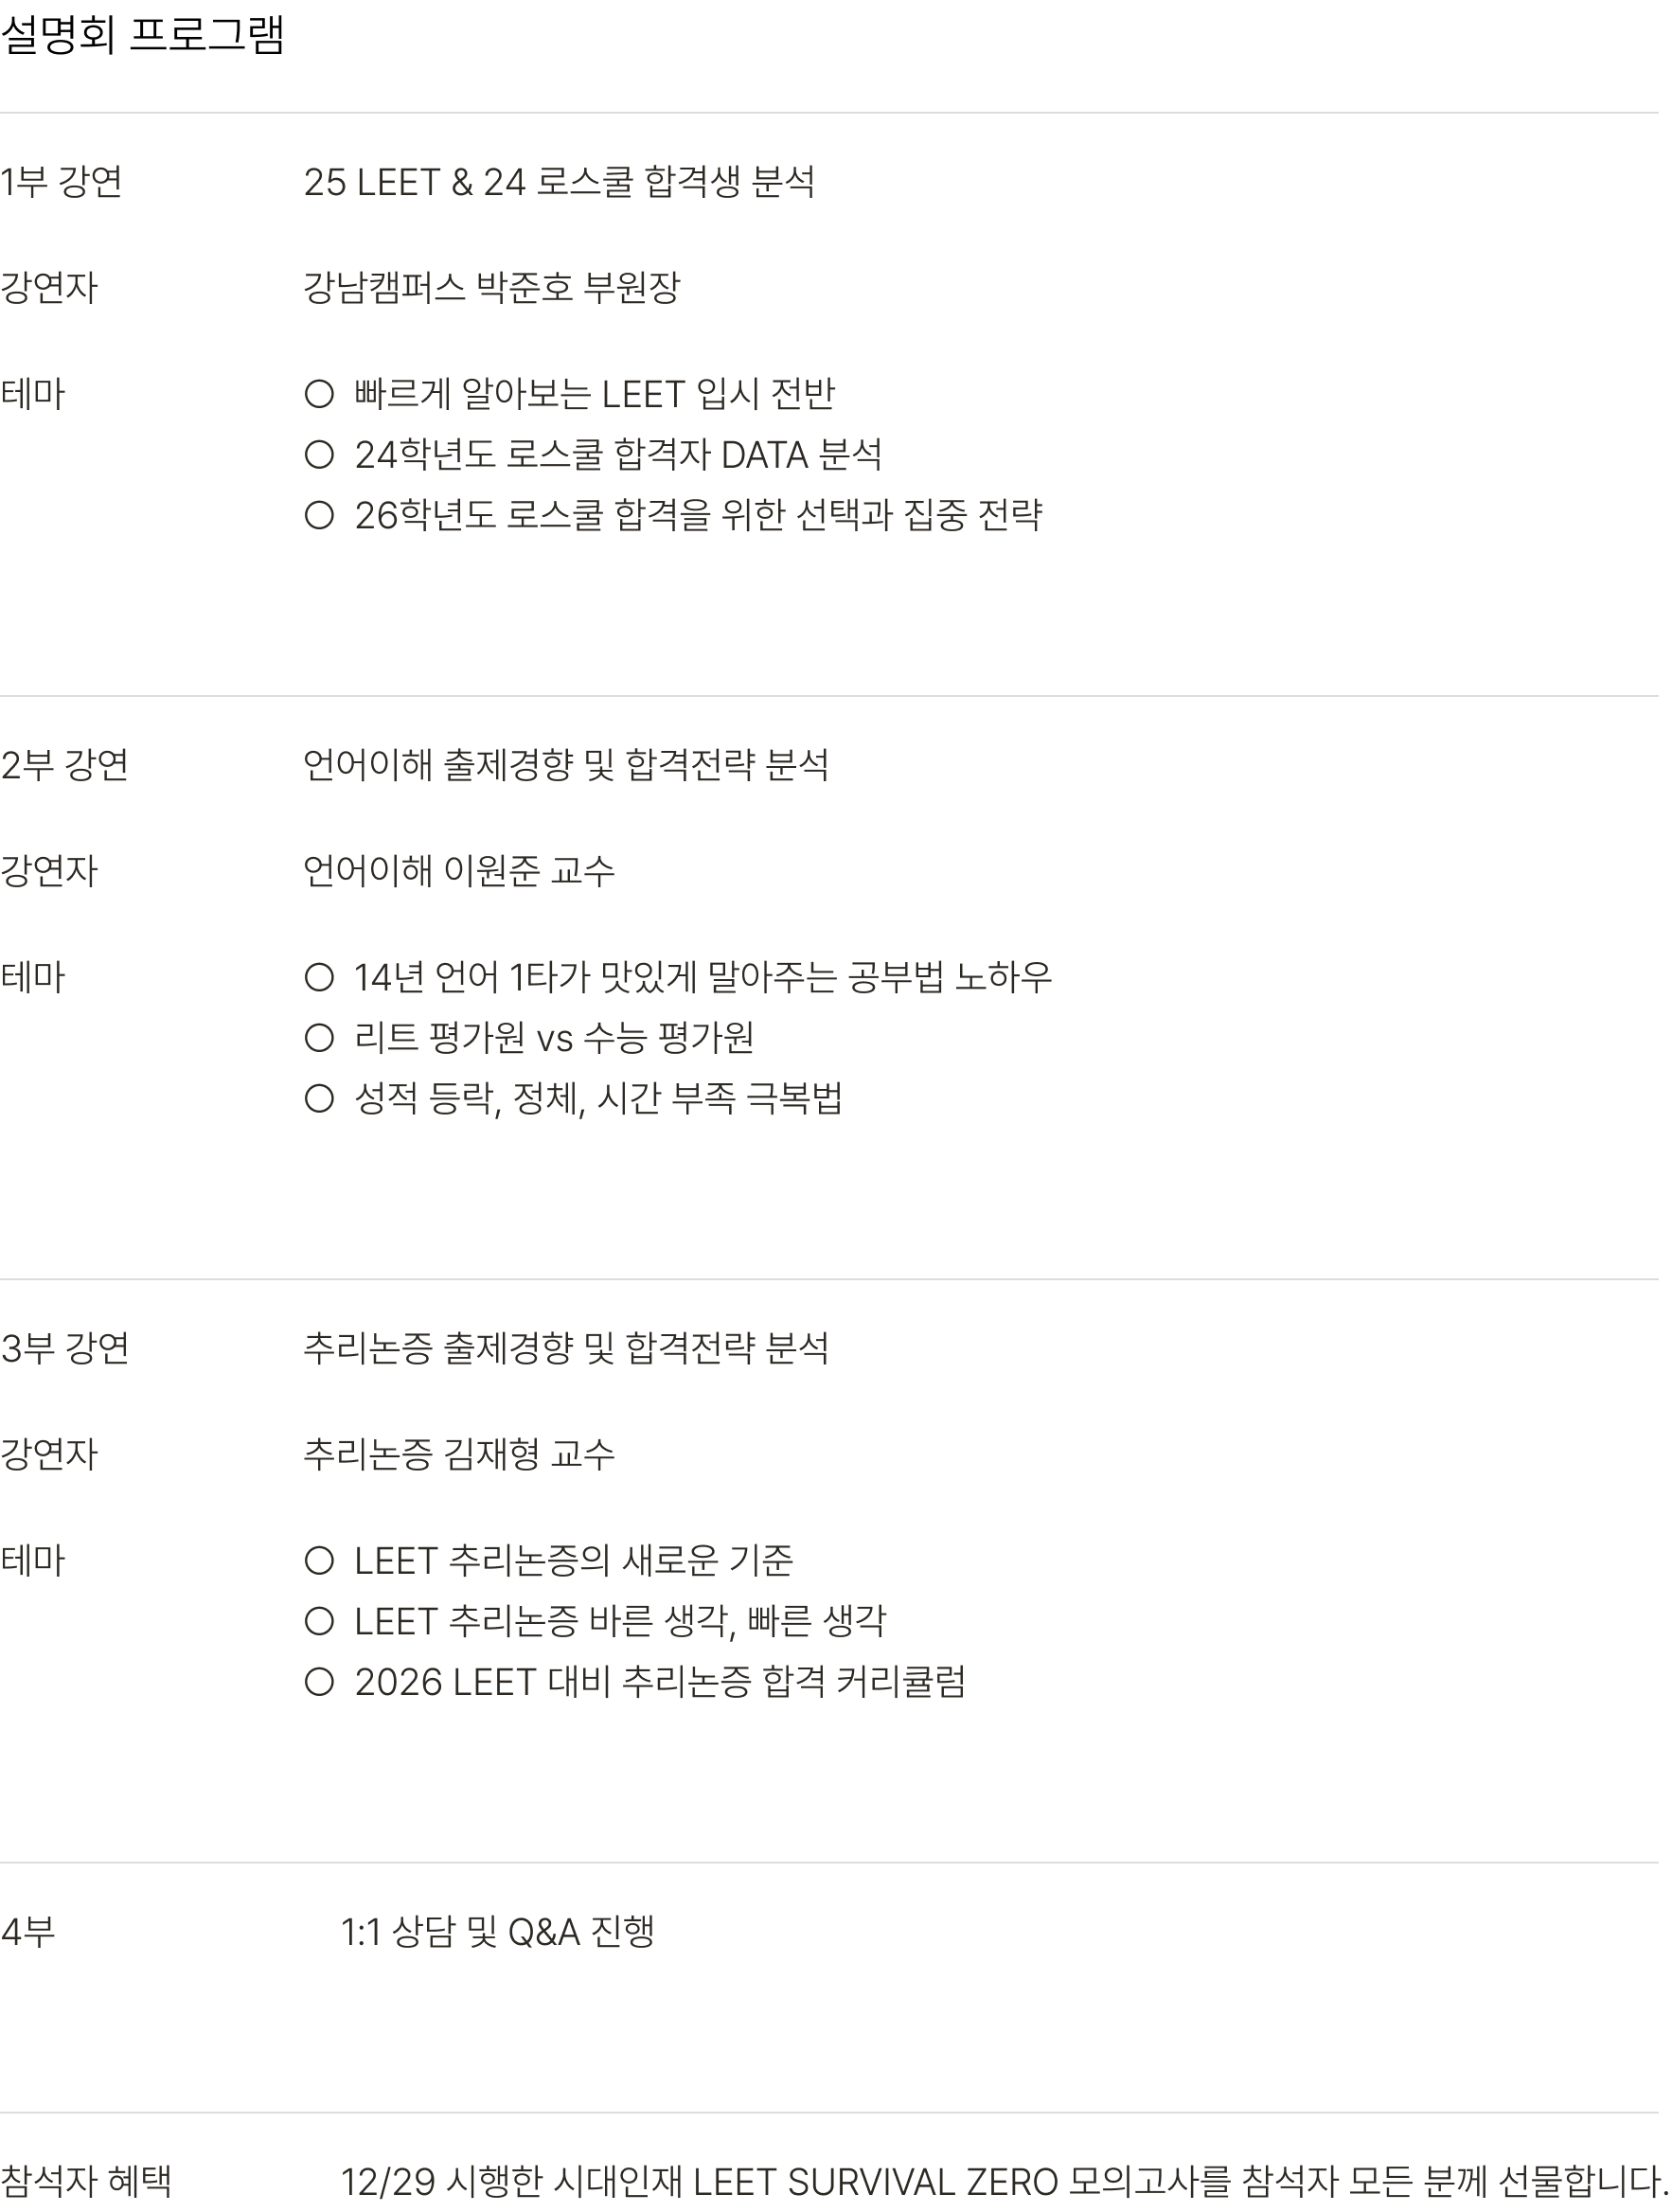 설명회 프로그램
1부 강연 25 LEET & 24 로스쿨 합격생 분석
강연자 강남캠퍼스 박준호 부원장
테마 ○ 빠르게 알아보는 LEET 입시 전반
○ 24학년도 로스쿨 합격자 DATA 분석
○ 26학년도 로스쿨 합격을 위한 선택과 집중 전략
2부 강연 언어이해 출제경향 및 합격전략 분석
강연자 언어이해 이원준 교수
테마 ○ 14년 언어 1타가 맛있게 말아주는 공부법 노하우
○ 리트 평가원 vs 수능 평가원
○ 성적 등락, 정체, 시간 부족 극복법
3부 강연 추리논증 출제경향 및 합격전략 분석
강연자 추리논증 김재형 교수
테마 ○ LEET 추리논증의 새로운 기준
○ LEET 추리논증 바른 생각, 빠른 생각
○ 2026 LEET 대비 추리논증 합격 커리큘럼
4부 1:1 상담 및 Q&A 진행
참석자 혜택 12/29 시행한 시대인재 LEET SURVIVAL ZERO 모의고사를 참석자 모든 분께 선물합니다.